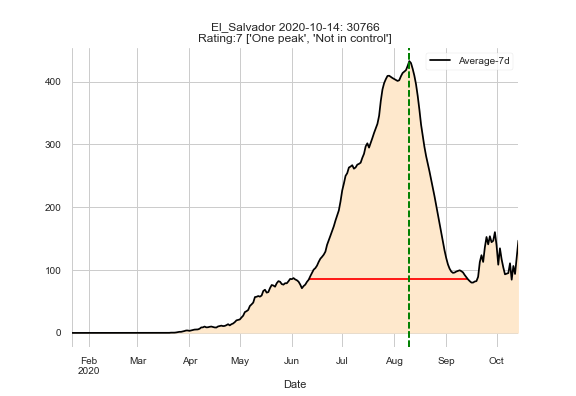 El_Salvador 2020-10-14: 30766
Rating:7 ['One peak', 'Not in control']
Average-7d
400
300
200
100
0
Feb Mar Apr May Jun Jul Aug Sep Oct
2020
Date